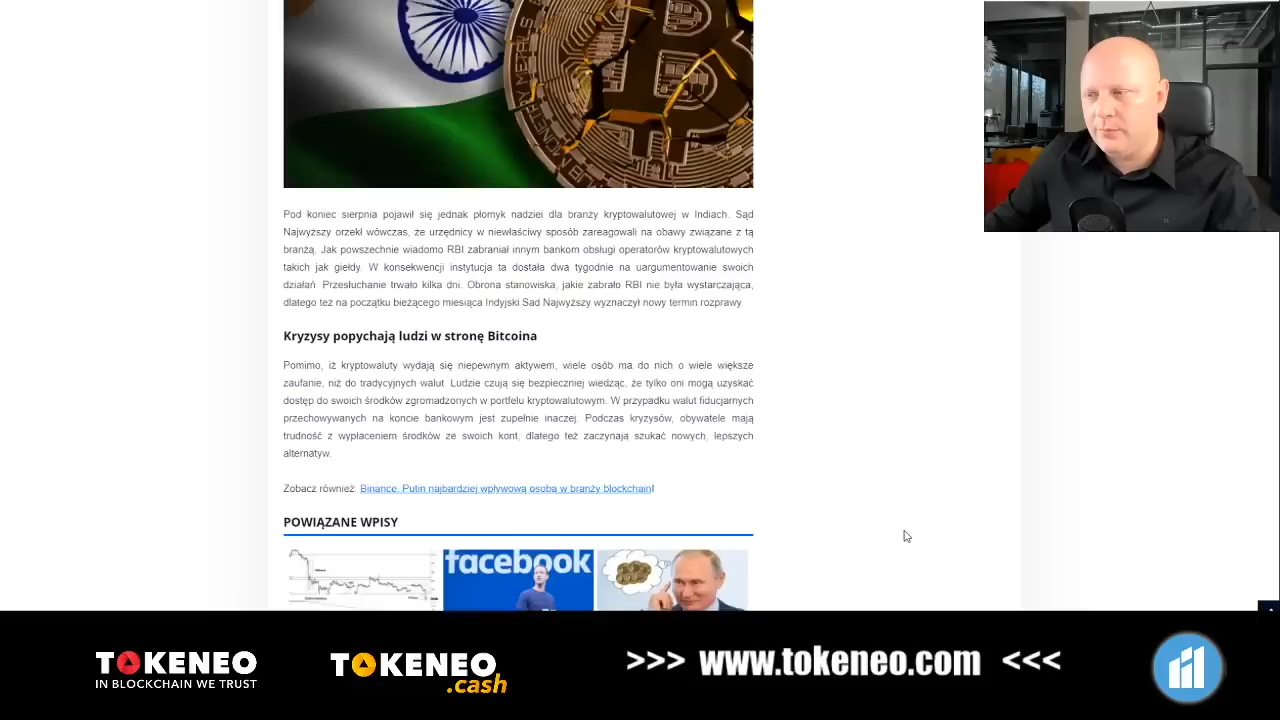 Pod koniec sierpnia pojawił się jednak płomyk nadziei dla branży kryptowalutowej w Indiach. Sąd
Najwyższy orzekł wówczas, ze urzędnicy w niewłaściwy sposób zareagowali na obawy związane z tą
branżą. Jak powszechnie wiadomo RBI zabraniał innym bankom obsługi operatorów kryptowalutowych
takich jak giełdy. W konsekwencji instytucja ta dostała dwa tygodnie na uargumentowanie swoich
działań. Przesłuchanie trwało kilka dni. Obrona stanowiska, jakie zabrało RBI nie była wystarczająca,
dlatego też na początku bieżącego miesiąca Indyjski Sad Najwyższy wyznaczył nowy termin rozprawy.
Kryzysy popychają ludzi w stronę Bitcoina
Pomimo, iż kryptowaluty wydają się niepewnym aktywem, wiele osób ma do nich o wiele większe
zaufanie, niż do tradycyjnych walut. Ludzie czują się bezpieczniej wiedząc, że tylko oni mogą uzyskać
dostęp do swoich środków zgromadzonych w portfelu kryptowalutowym. W przypadku walut fiducjarnych
przechowywanych na koncie bankowym jest zupełnie inaczej. Podczas kryzysów, obywatele mają
trudność z wypłaceniem środków ze swoich kont, dlatego też zaczynają szukać nowych, lepszych
alternatyw.
Zobacz również: Binance. Putin najbardziej wpływową osobą w branży blockchain!
POWIĄZANE WPISY
facebook
TOKENEO
IN BLOCKCHAIN WE TRUST
TOKENEO
.cash
>>> www.tokeneo.com <<<